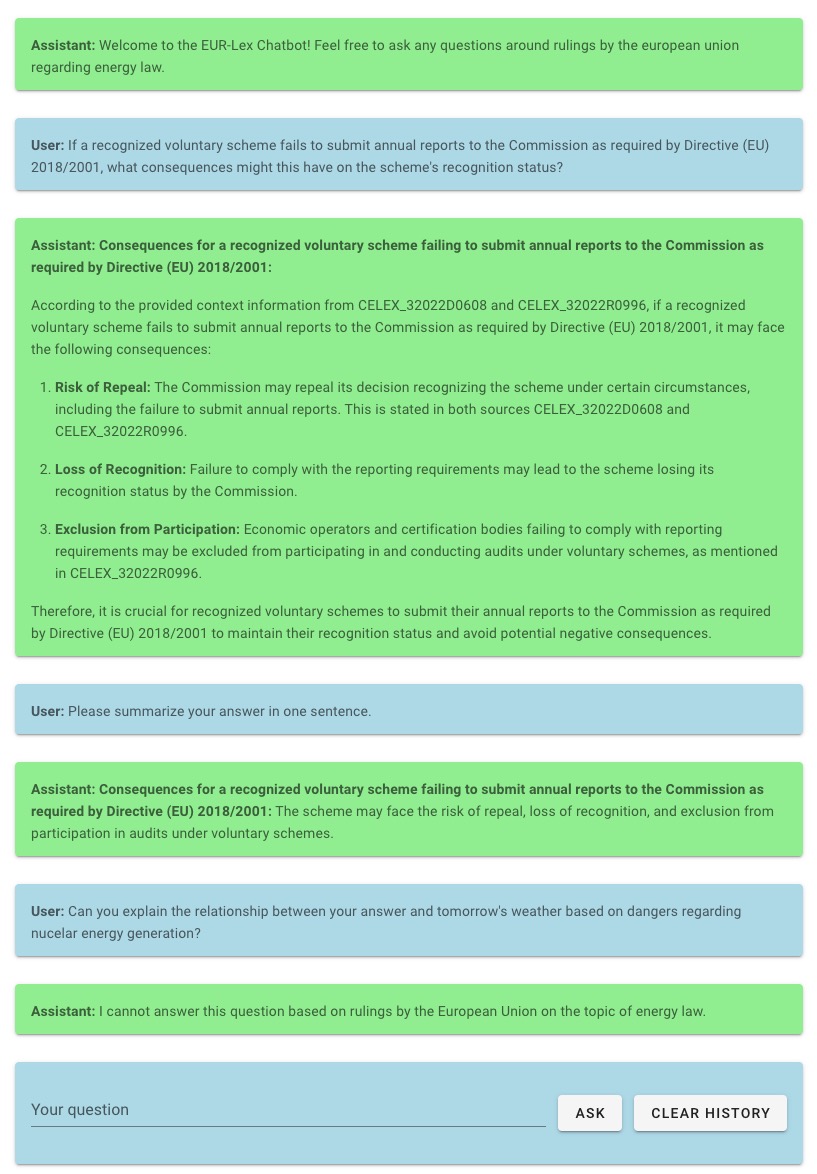 Assistant: Welcome to the EUR-Lex Chatbot! Feel free to ask any questions around rulings by the european union
regarding energy law.
User: If a recognized voluntary scheme fails to submit annual reports to the Commission as required by Directive (EU)
2018/2001, what consequences might this have on the scheme's recognition status?
Assistant: Consequences for a recognized voluntary scheme failing to submit annual reports to the Commission as
required by Directive (EU) 2018/2001:
According to the provided context information from CELEX_32022D0608 and CELEX_32022R0996, if a recognized
voluntary scheme fails to submit annual reports to the Commission as required by Directive (EU) 2018/2001, it may face
the following consequences:
1. Risk of Repeal: The Commission may repeal its decision recognizing the scheme under certain circumstances,
including the failure to submit annual reports. This is stated in both sources CELEX_32022D0608 and
CELEX_32022R0996.
2. Loss of Recognition: Failure to comply with the reporting requirements may lead to the scheme losing its
recognition status by the Commission.
3. Exclusion from Participation: Economic operators and certification bodies failing to comply with reporting
requirements may be excluded from participating in and conducting audits under voluntary schemes, as mentioned
in CELEX_32022R0996.
Therefore, it is crucial for recognized voluntary schemes to submit their annual reports to the Commission as required
by Directive (EU) 2018/2001 to maintain their recognition status and avoid potential negative consequences.
User: Please summarize your answer in one sentence.
Assistant: Consequences for a recognized voluntary scheme failing to submit annual reports to the Commission as
required by Directive (EU) 2018/2001: The scheme may face the risk of repeal, loss of recognition, and exclusion from
participation in audits under voluntary schemes.
User: Can you explain the relationship between your answer and tomorrow's weather based on dangers regarding
nucelar energy generation?
Assistant: I cannot answer this question based on rulings by the European Union on the topic of energy law.
Your question
ASK
CLEAR HISTORY